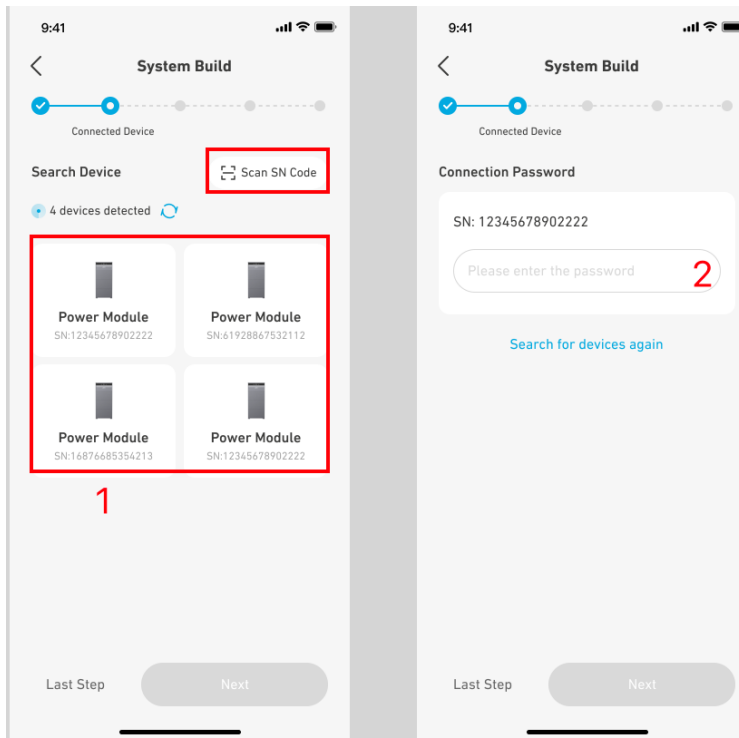 9:41
System Build
Connected Device
Search Device
Scan SN Code
4 devices detected
Power Module
SN:12345678902222
Power Module
SN:61928867532112
Power Module
SN:16876685354213
Power Module
SN:12345678902222
1
Last Step
Next
9:41
System Build
Connected Device
Connection Password
SN: 12345678902222
Please enter the password
2
Search for devices again
Last Step
Next